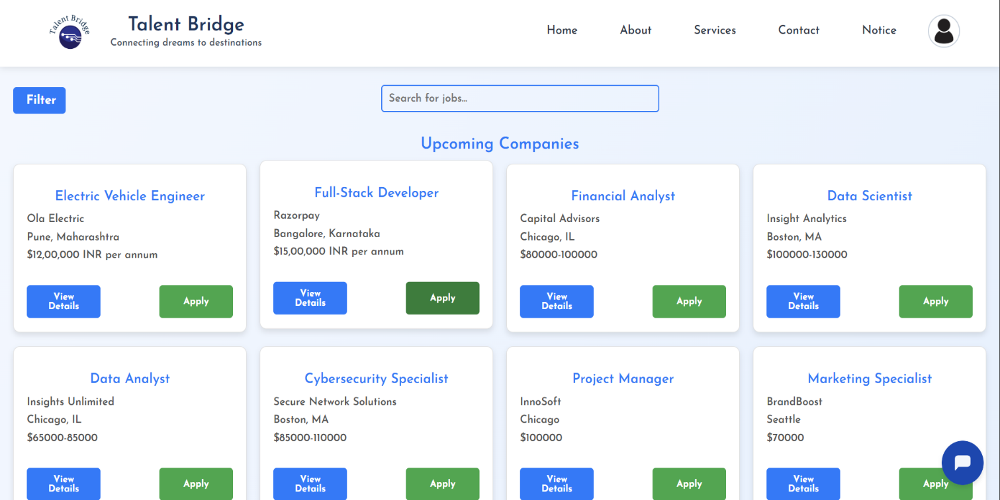 Talent Bridge
Talent Bridge
Connecting dreams to destinations
Home
About
Services
Contact
Notice
Filter
Search for jobs...
Upcoming Companies
Electric Vehicle Engineer
Ola Electric
Pune, Maharashtra
$12,00,000 INR per annum
View
Details
Apply
Full-Stack Developer
Razorpay
Bangalore, Karnataka
$15,00,000 INR per annum
View
Details
Apply
Financial Analyst
Capital Advisors
Chicago, IL
$80000-100000
View
Details
Apply
Data Scientist
Insight Analytics
Boston, MA
$100000-130000
View
Details
Apply
Data Analyst
Insights Unlimited
Chicago, IL
$65000-85000
View
Details
Apply
Cybersecurity Specialist
Secure Network Solutions
Boston, MA
$85000-110000
View
Details
Apply
Project Manager
InnoSoft
Chicago
$100000
View
Details
Apply
Marketing Specialist
BrandBoost
Seattle
$70000
View
Details
Apply